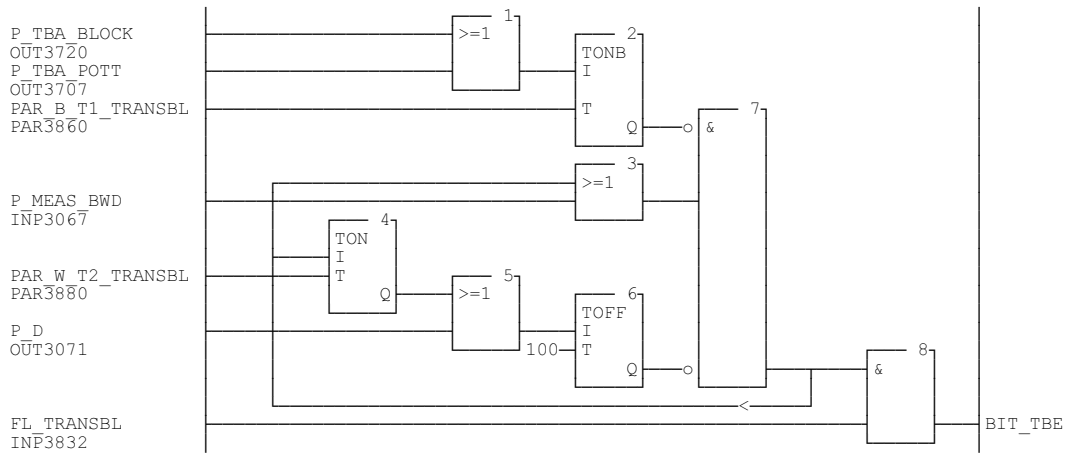 1
P_TBA_BLOCK
>=1
2
OUT3720
TONB
P_TBA_POTT
I
OUT3707
PAR_B_T1_TRANSBL
T
7
PAR3860
Q
&
3
>=1
P_MEAS_BWD
INP3067
4
TON
I
PAR_W_T2_TRANSBL
T
5
PAR3880
Q
>=1
6
TOFF
P_D
I
OUT3071
100
T
8
Q
&
<
FL_TRANSBL
BIT_TBE
INP3832